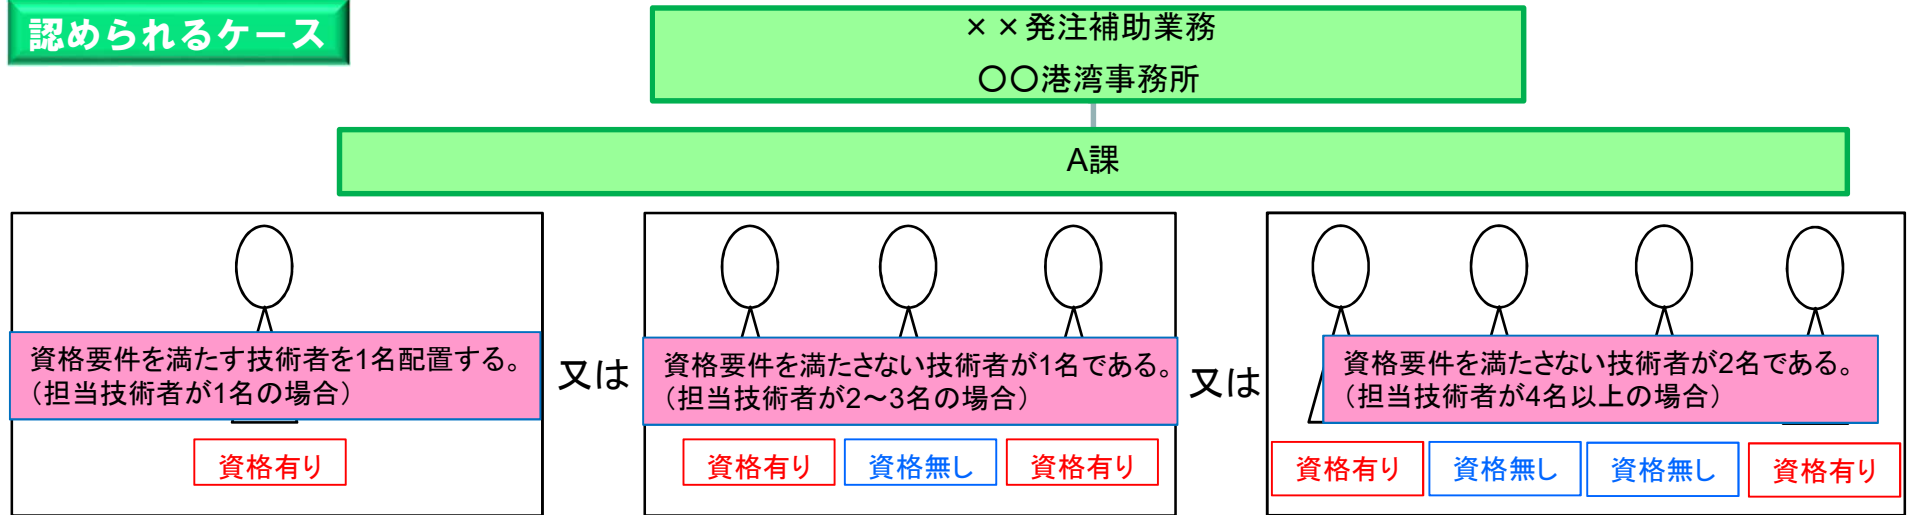 認められるケース
××発注補助業務
〇〇港湾事務所
A課
資格要件を満たす技術者を1名配置する。
（担当技術者が1名の場合）
資格有り
又は
資格要件を満たさない技術者が1名である。
（担当技術者が2～3名の場合）
資格有り
資格無し
資格有り
又は
資格要件を満たさない技術者が2名である。
（担当技術者が4名以上の場合）
資格有り
資格無し
資格無し
資格有り